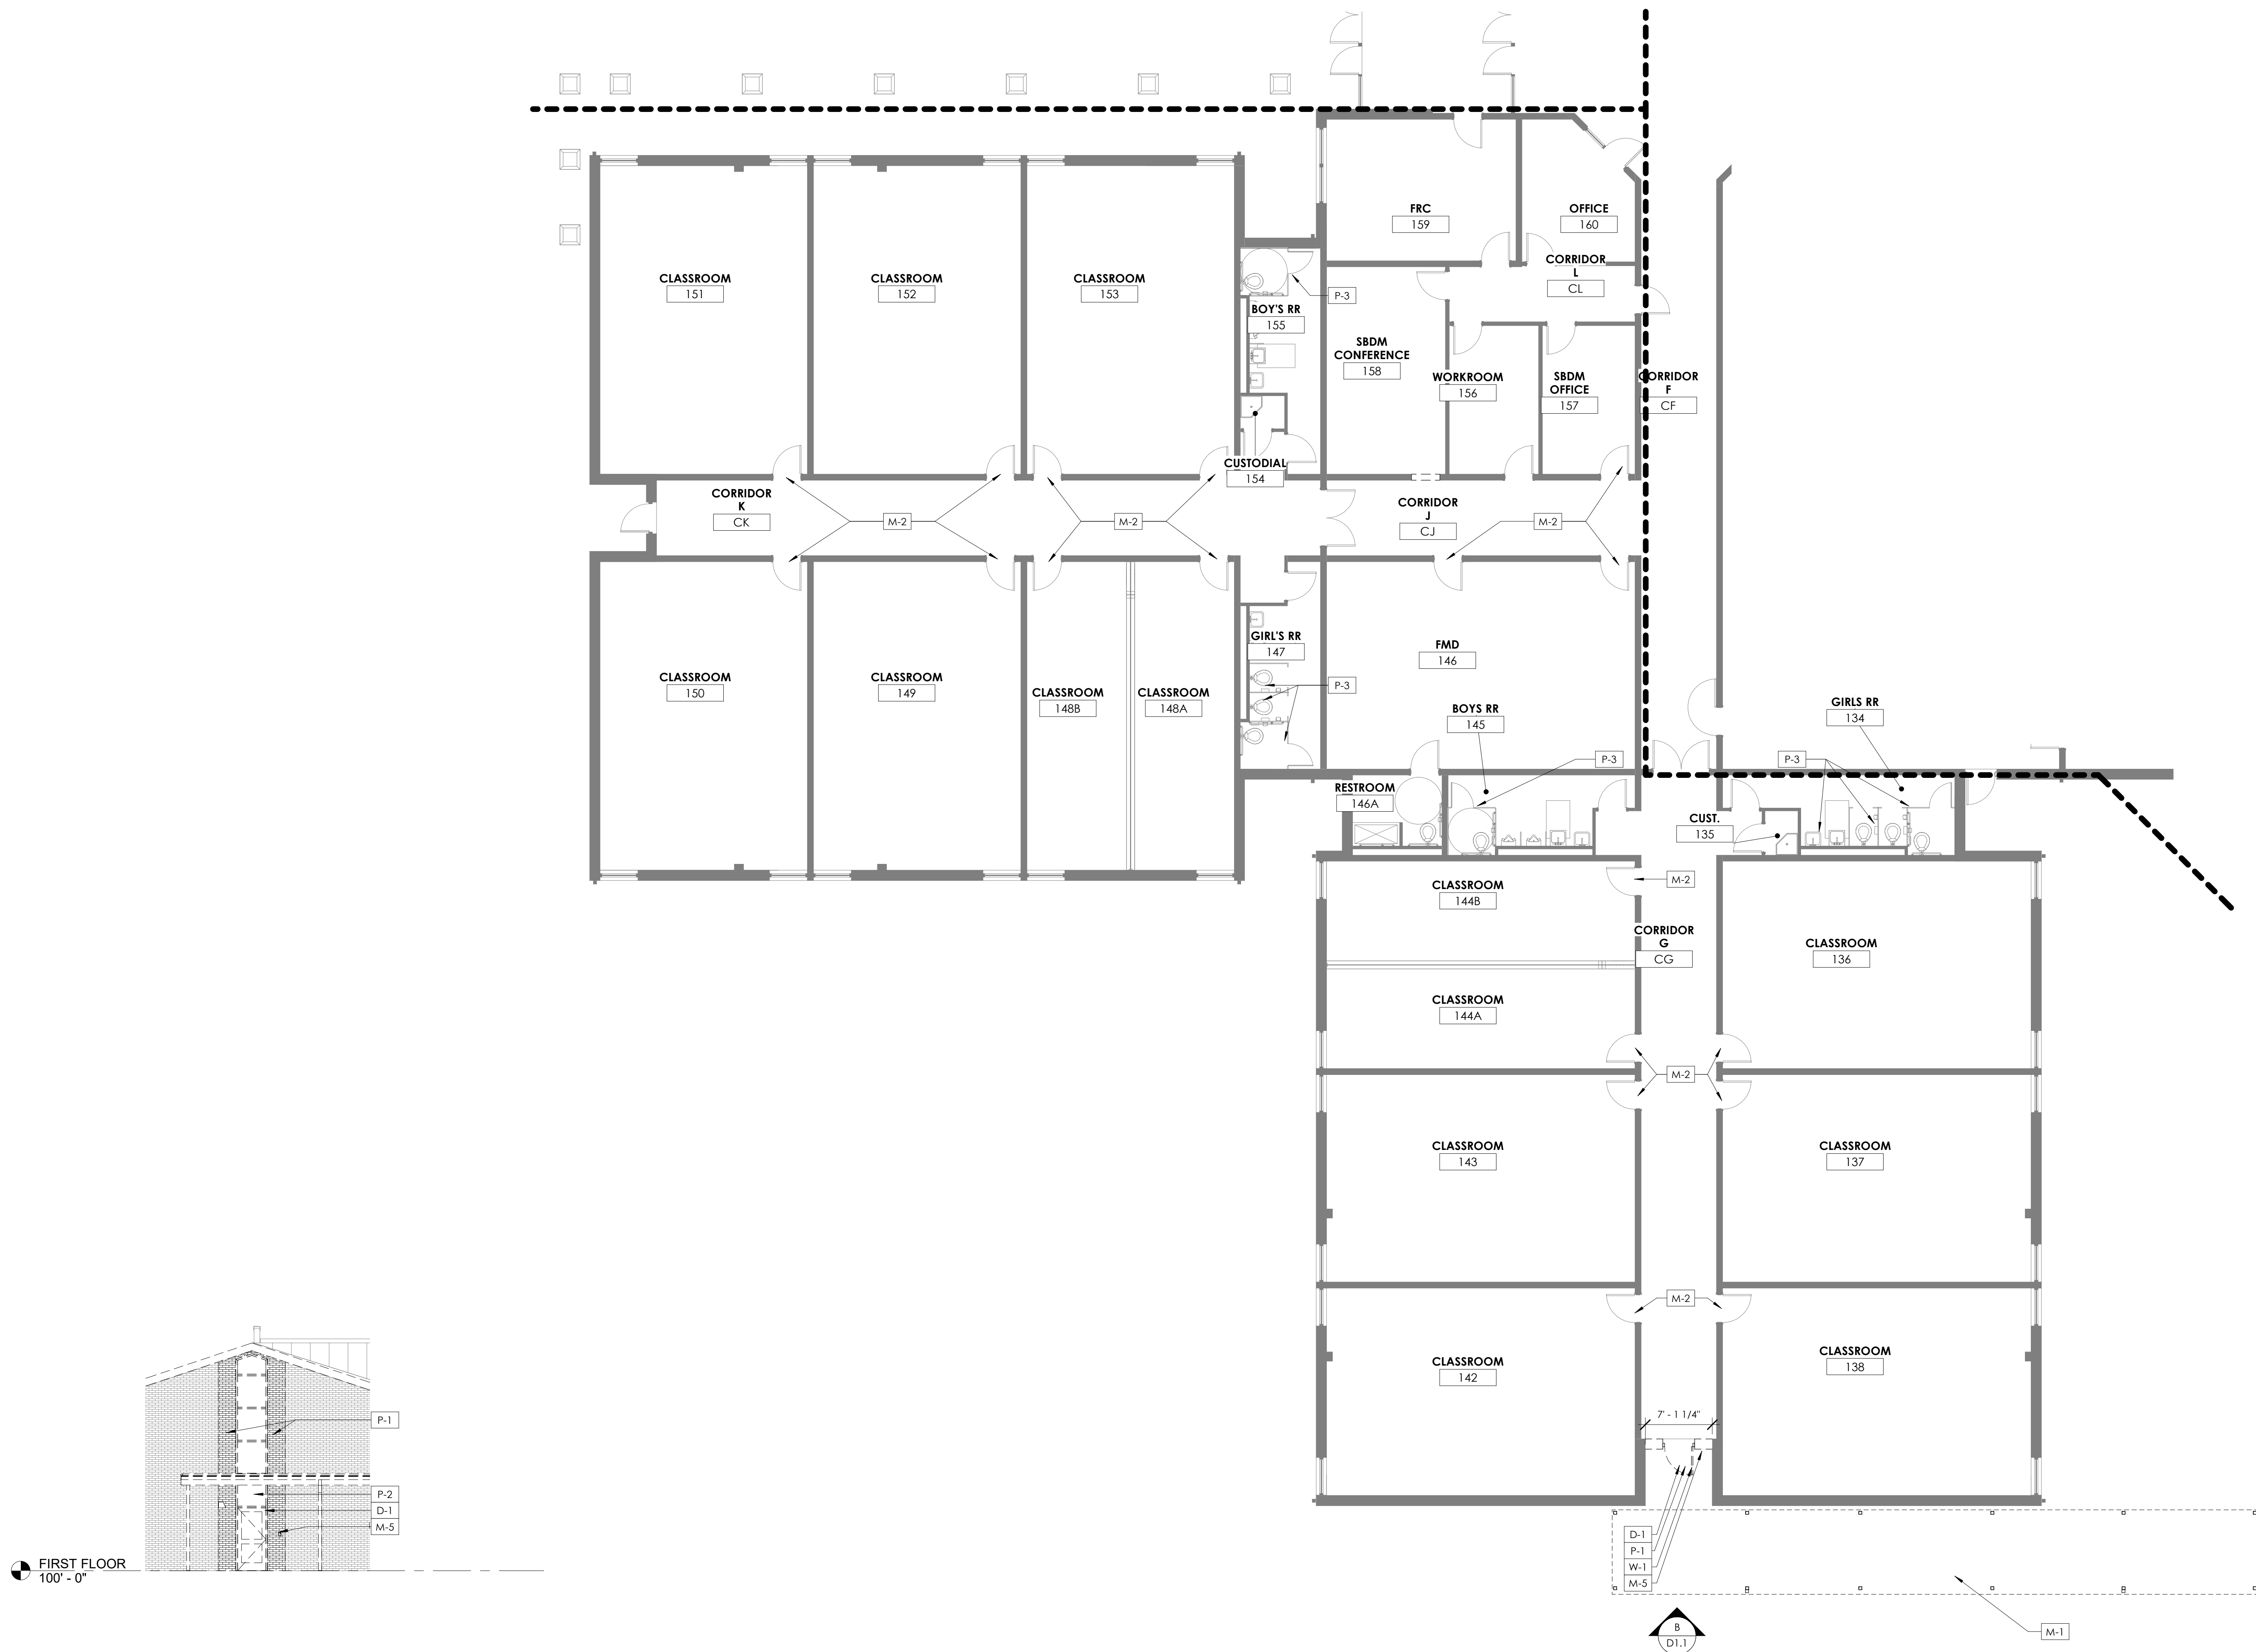 FRC
159
OFFICE
160
CORRIDOR
L
CL
CLASSROOM
151
CLASSROOM
152
CLASSROOM
153
P-3
BOY'S RR
155
SBDM
CONFERENCE
158
WORKROOM
156
SBDM
OFFICE
157
CORRIDOR
F
CF
CUSTODIAL
154
CORRIDOR
K
CK
M-2
M-2
CORRIDOR
J
CJ
M-2
GIRL'S RR
147
FMD
146
CLASSROOM
150
CLASSROOM
149
CLASSROOM
148B
CLASSROOM
148A
P-3
BOYS RR
145
GIRLS RR
134
P-3
P-3
RESTROOM
146A
CUST.
135
CLASSROOM
144B
M-2
CORRIDOR
G
CG
CLASSROOM
136
CLASSROOM
144A
M-2
CLASSROOM
143
CLASSROOM
137
M-2
CLASSROOM
142
CLASSROOM
138
7' - 1 1/4"
P-1
P-2
D-1
M-5
FIRST FLOOR
100' - 0"
D-1
P-1
W-1
M-5
B
D1.1
M-1